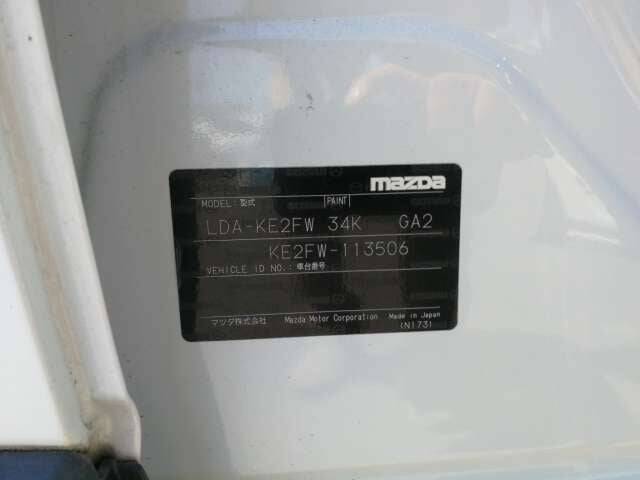 mazda
MODEL: 型式 PAINT
LDA-KE2FW 34K GA2
KE2FW-113506
VEHICLE ID NO.: 車台番号
マツダ株式会社 Mazda Motor Corporation Made in Japan
(N173)